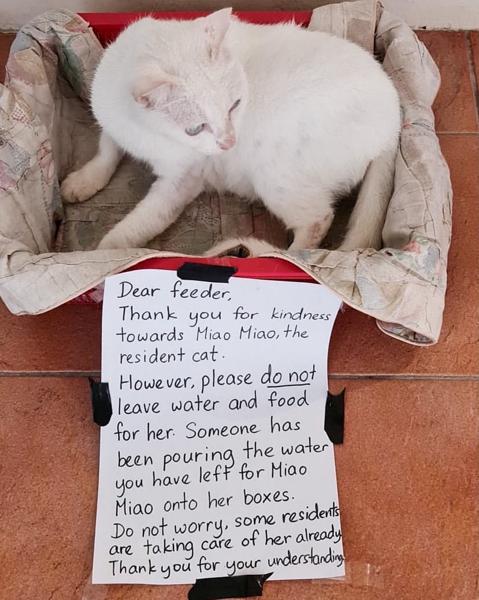 Dear feeder,
Thank you for kindness
towards Miao Miao, the
resident cat.
However, please do not
leave water and food
for her. Someone has
been pouring the water
you have left for Miao
Miao onto her boxes.
Do not worry, some residents
are taking care of her already.
Thank you for your understanding.